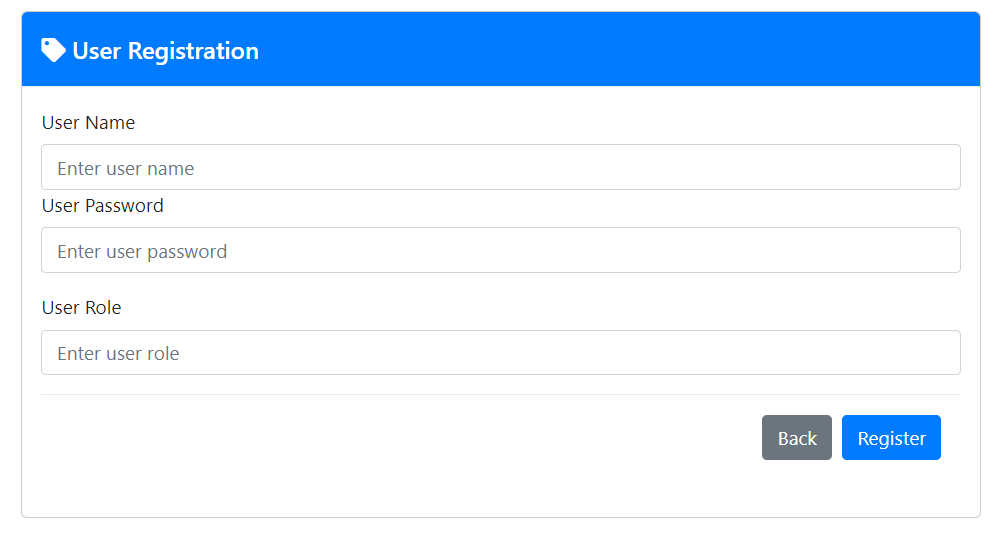 User Registration
User Name
Enter user name
User Password
Enter user password
User Role
Enter user role
Back Register